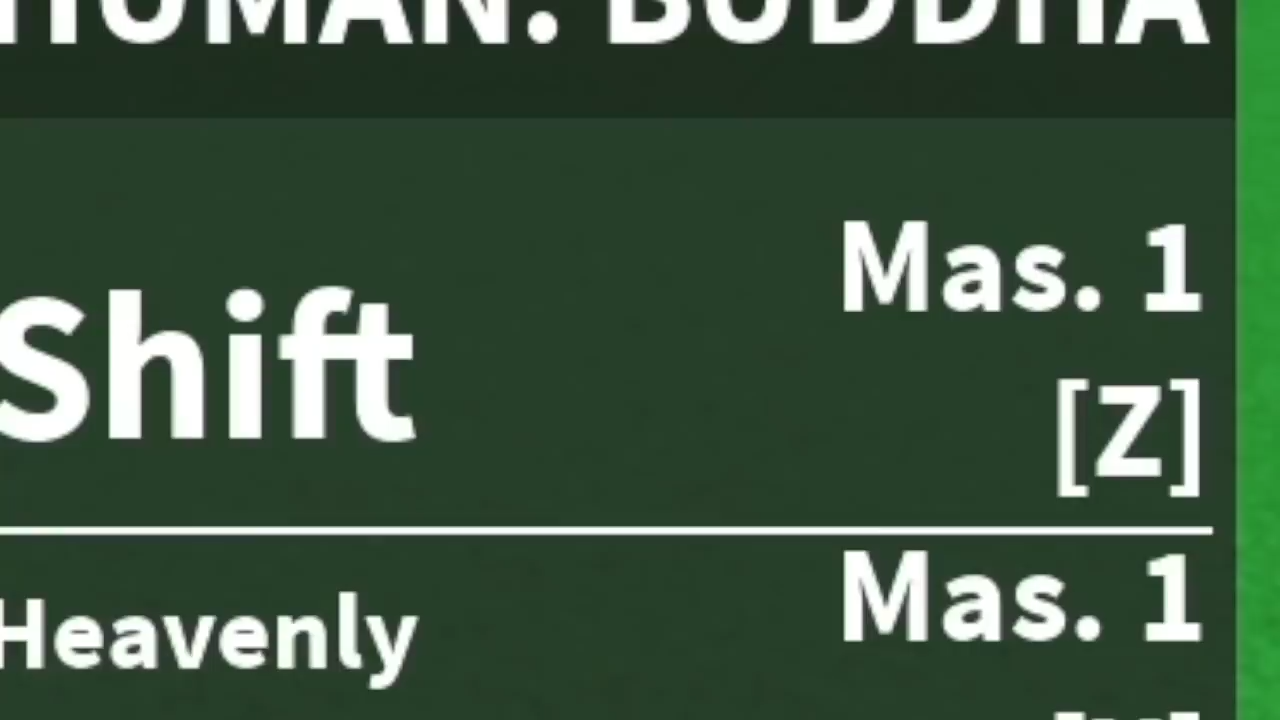 HUMAN: BUDDHA
Shift
Mas. 1
[Z]
Heavenly
Mas. 1